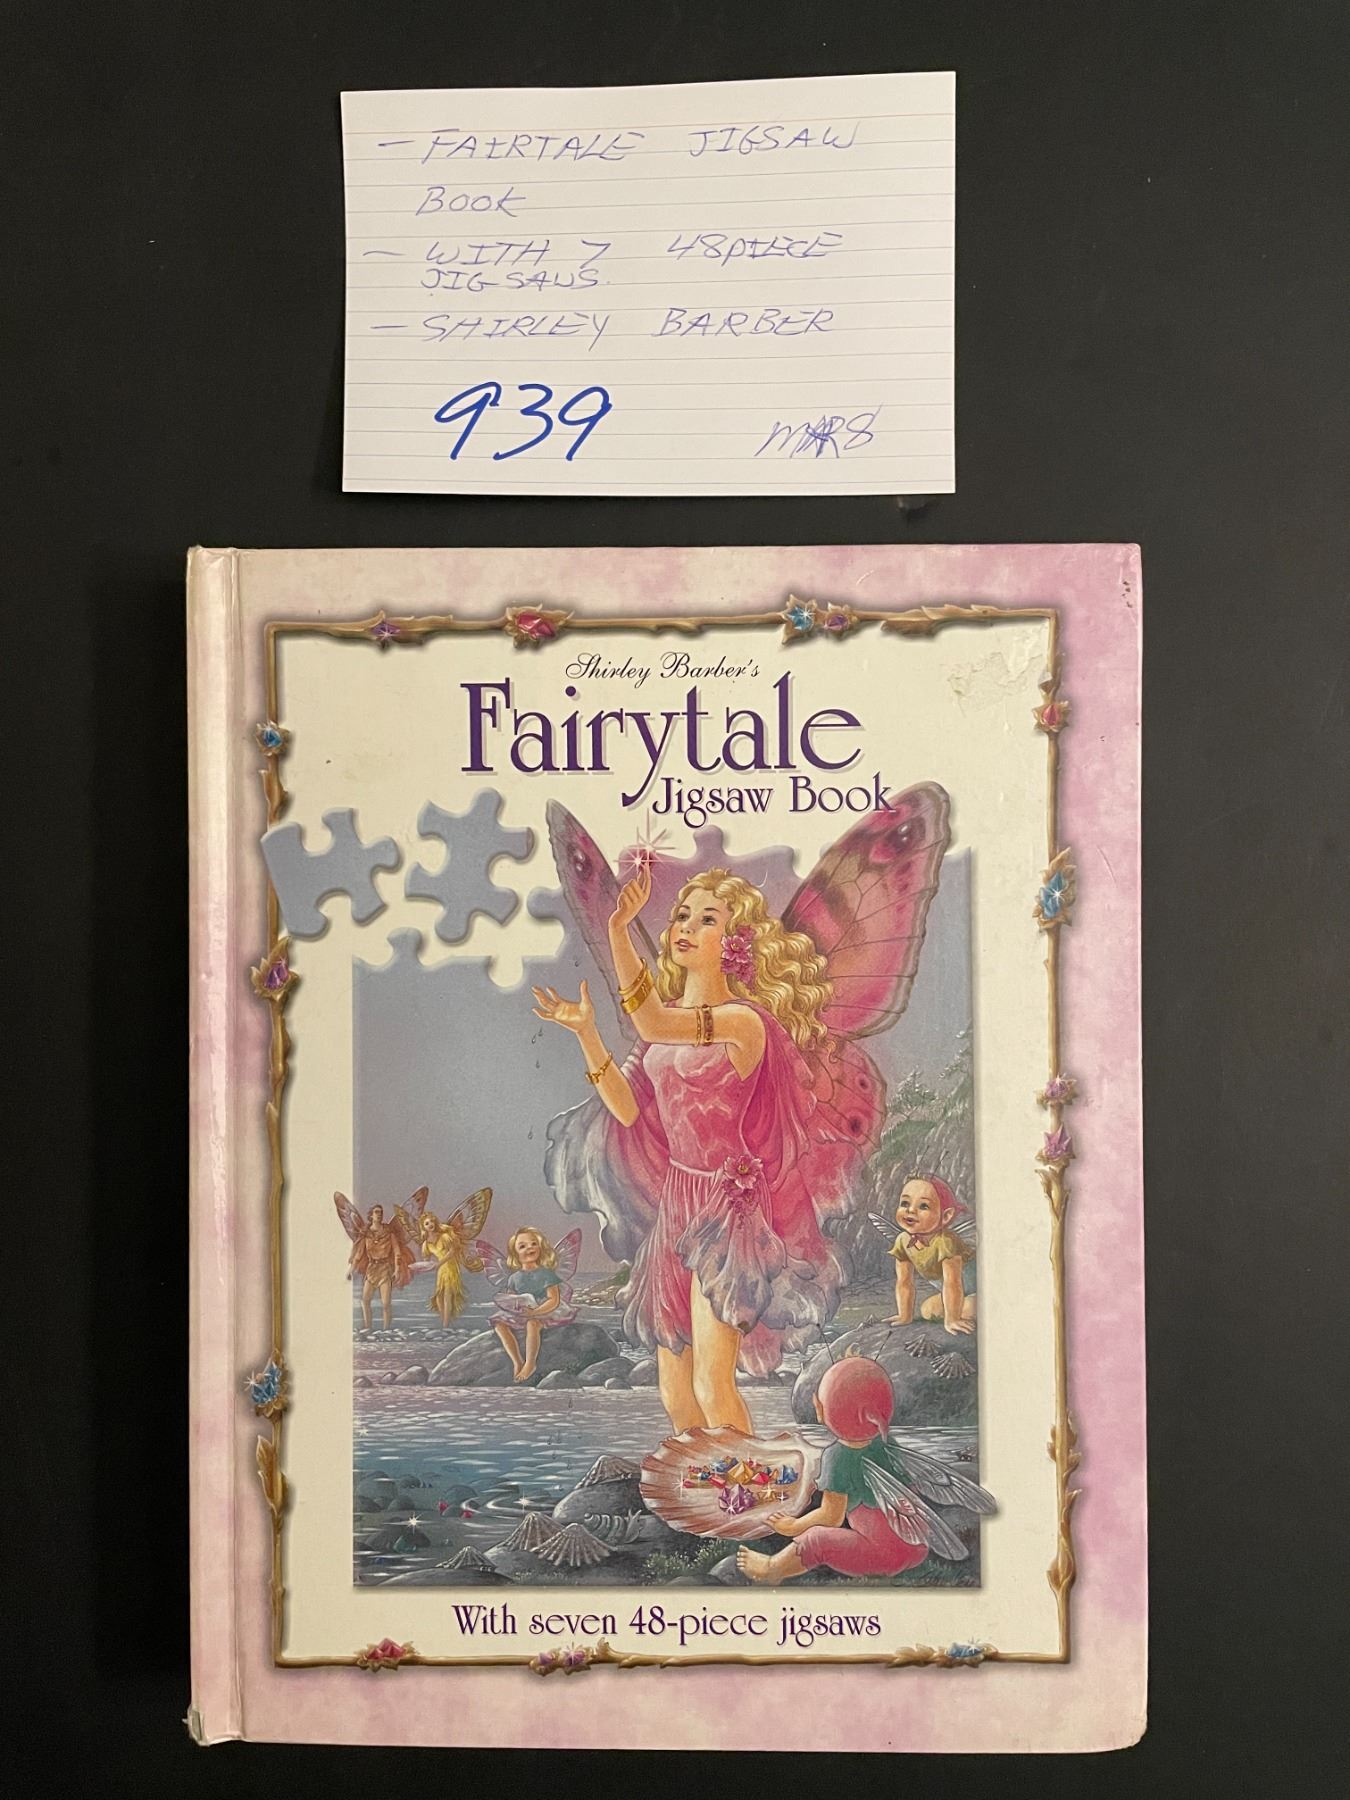 - FAIRTALE JIGSAW
BOOK
- WITH 7 48PIECE
JIGSAWS.
- SHIRLEY BARBER
939
Shirley Barber's
Fairytale
Jigsaw Book
With seven 48-piece jigsaws